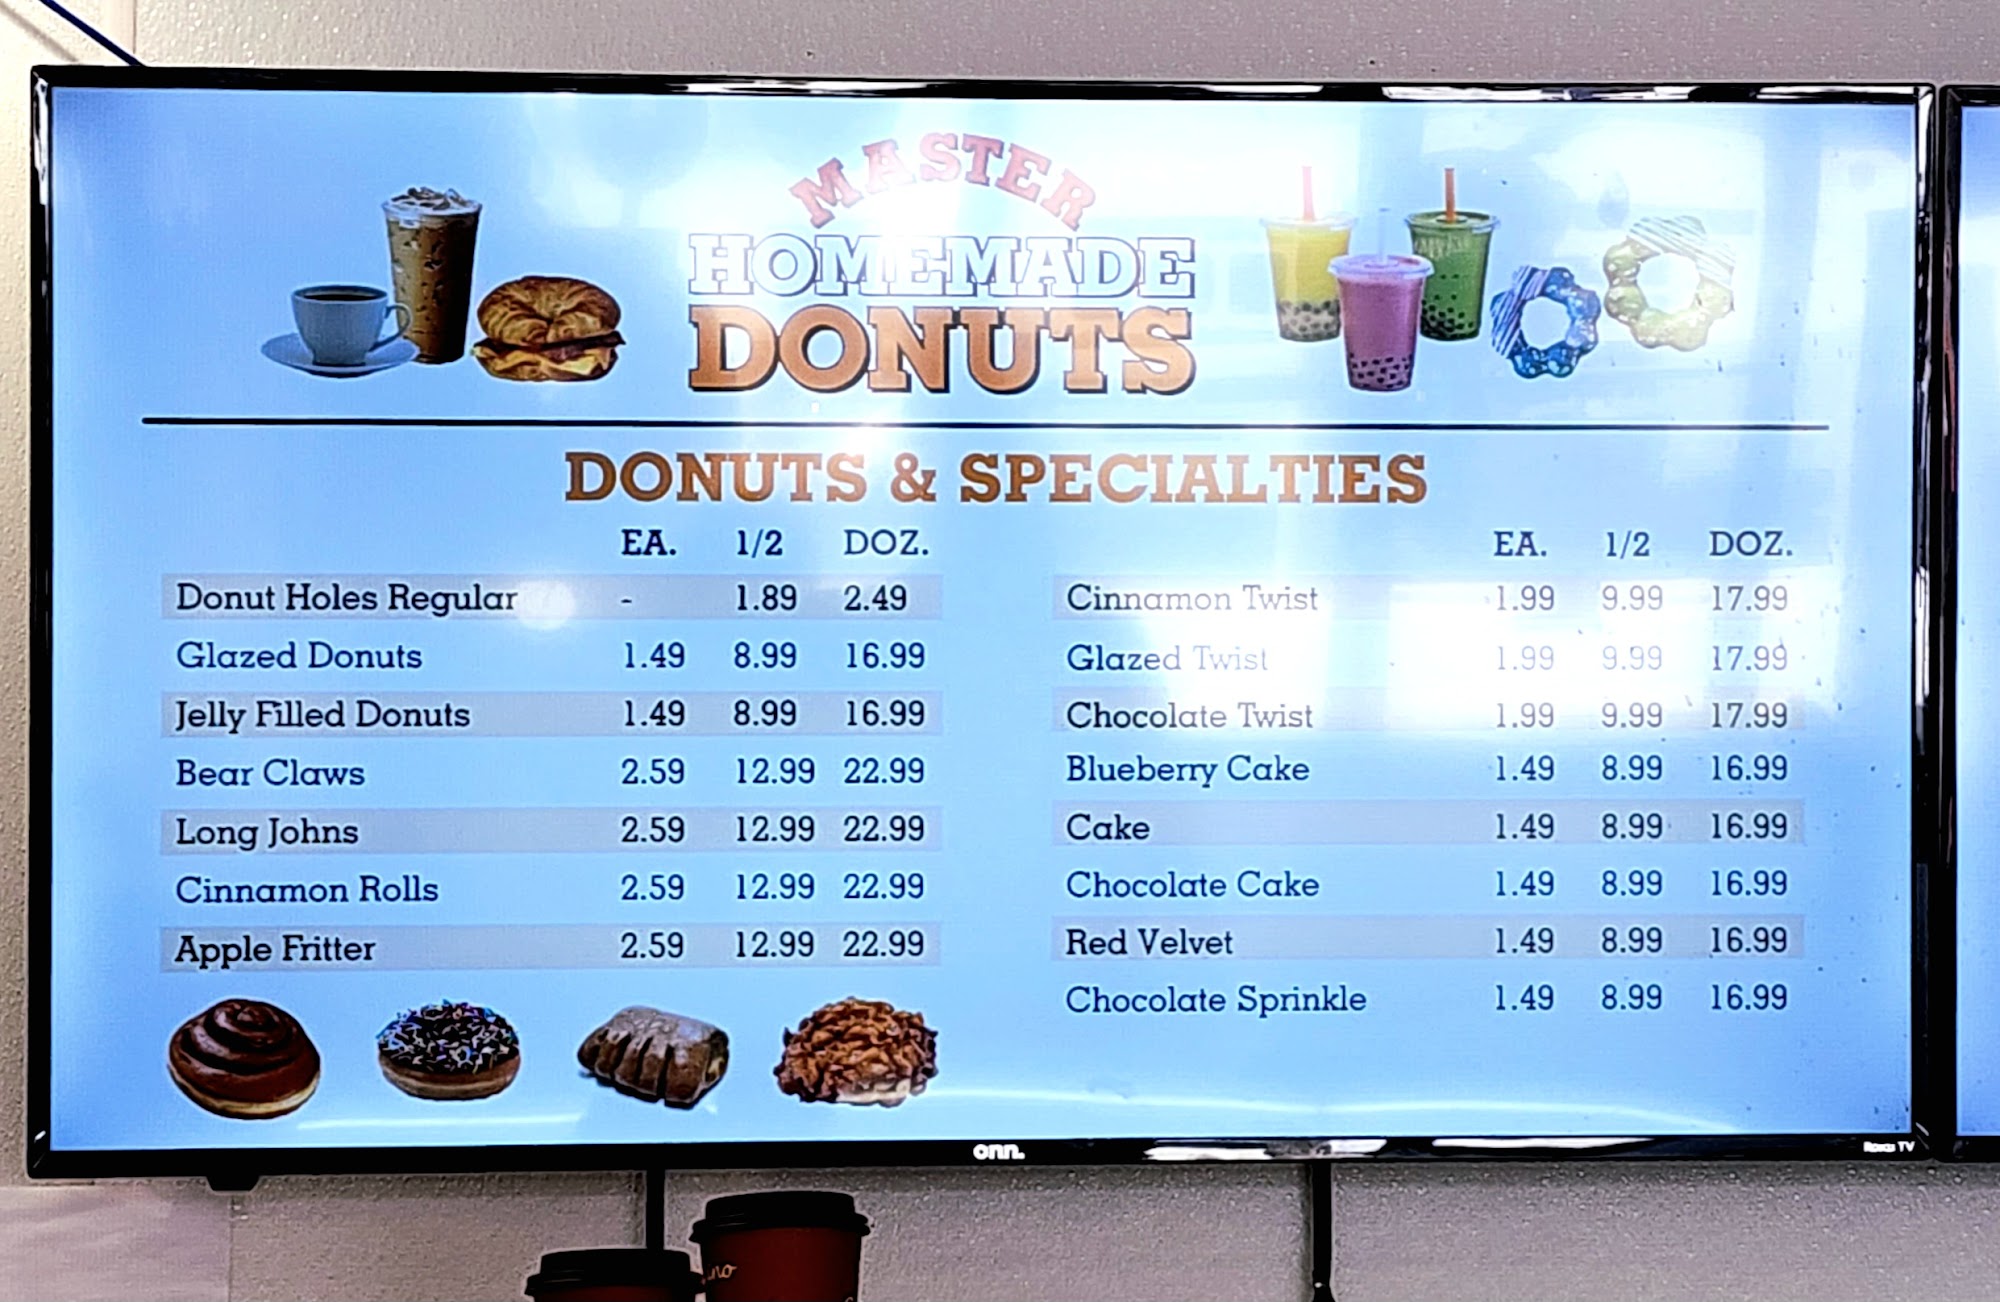 MASTER
HOMEMADE
DONUTS
DONUTS & SPECIALTIES
EA. 1/2 DOZ.
Donut Holes Regular - 1.89 2.49
Glazed Donuts 1.49 8.99 16.99
Jelly Filled Donuts 1.49 8.99 16.99
Bear Claws 2.59 12.99 22.99
Long Johns 2.59 12.99 22.99
Cinnamon Rolls 2.59 12.99 22.99
Apple Fritter 2.59 12.99 22.99
EA. 1/2 DOZ.
Cinnamon Twist 1.99 9.99 17.99
Glazed Twist 1.99 9.99 17.99
Chocolate Twist 1.99 9.99 17.99
Blueberry Cake 1.49 8.99 16.99
Cake 1.49 8.99 16.99
Chocolate Cake 1.49 8.99 16.99
Red Velvet 1.49 8.99 16.99
Chocolate Sprinkle 1.49 8.99 16.99
onn.
Roku TV